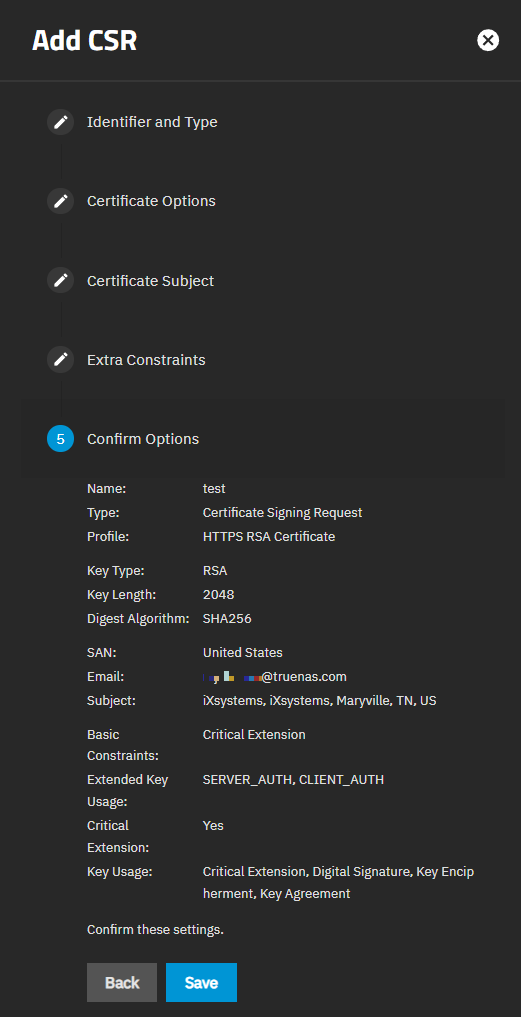 Add CSR
Identifier and Type
Certificate Options
Certificate Subject
Extra Constraints
5 Confirm Options
Name: test
Type: Certificate Signing Request
Profile: HTTPS RSA Certificate
Key Type: RSA
Key Length: 2048
Digest Algorithm: SHA256
SAN: United States
Email: @truenas.com
Subject: iXsystems, iXsystems, Maryville, TN, US
Basic Critical Extension
Constraints:
Extended Key SERVER_AUTH, CLIENT_AUTH
Usage:
Critical Yes
Extension:
Key Usage: Critical Extension, Digital Signature, Key Encip
herment, Key Agreement
Confirm these settings.
Back Save